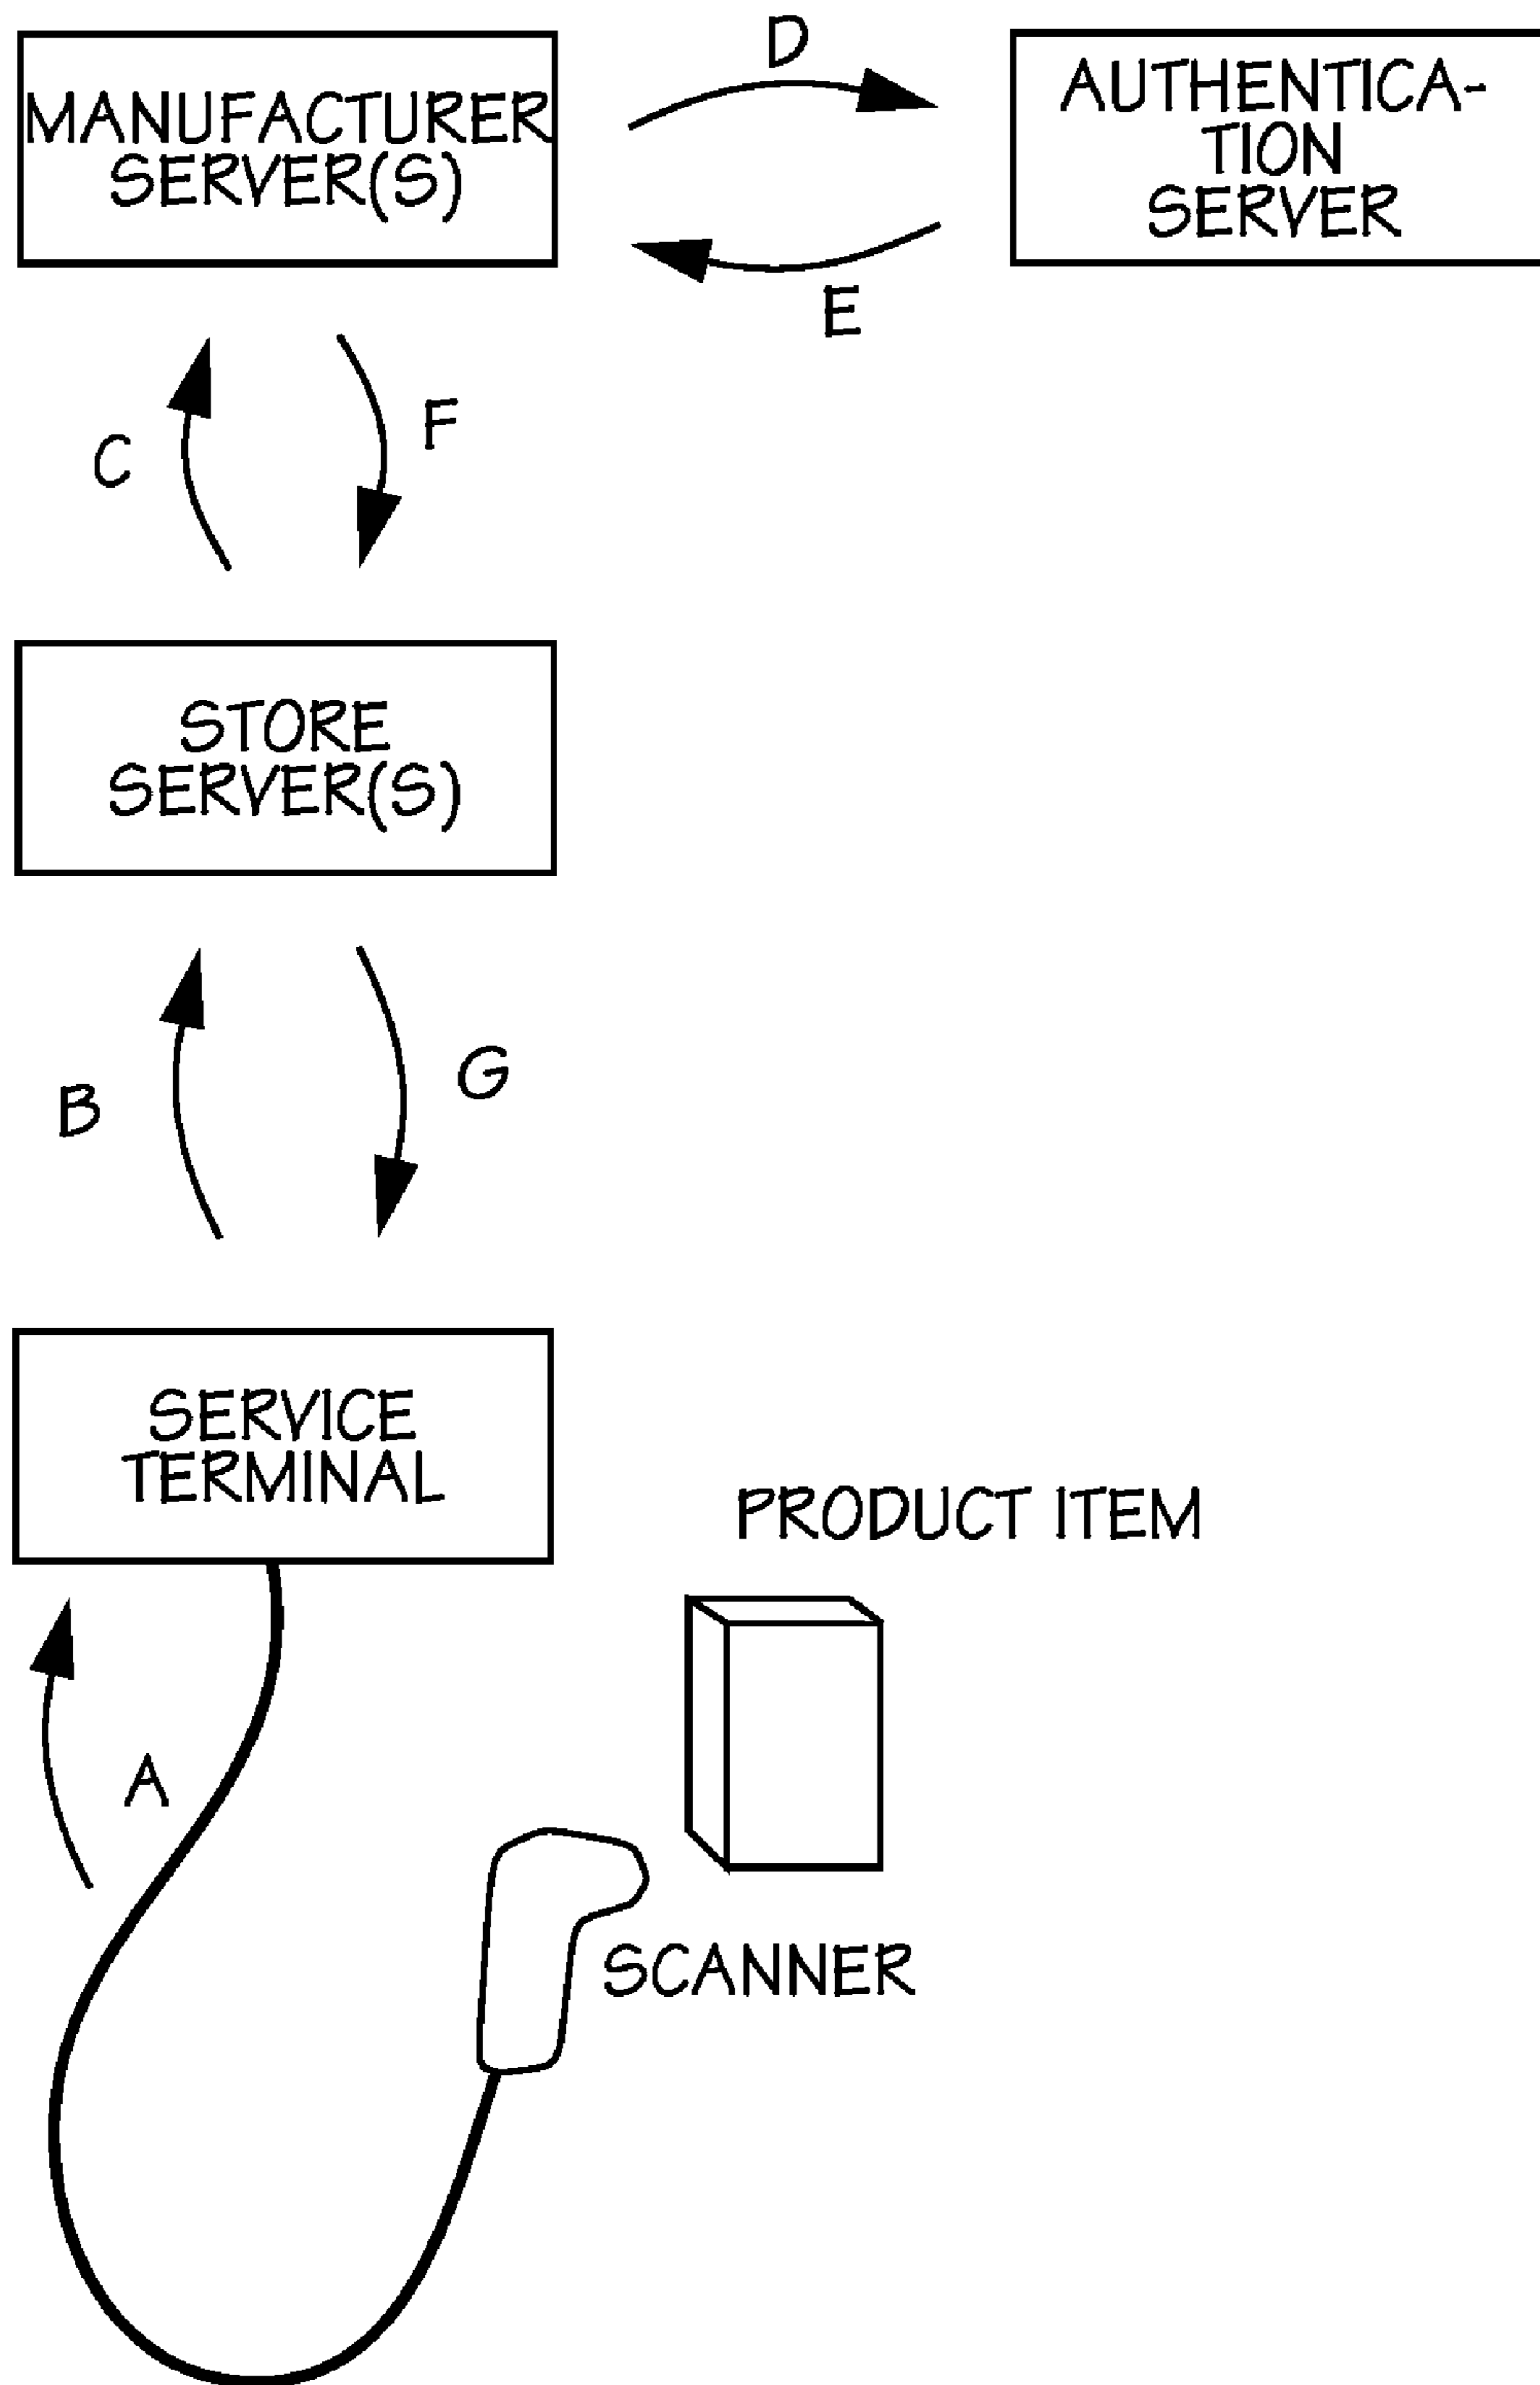 D
MANUFACTURER
SERVER(S)
AUTHENTICA-
TION
SERVER
E
C
F
STORE
SERVER(S)
B
G
SERVICE
TERMINAL
PRODUCT ITEM
A
SCANNER